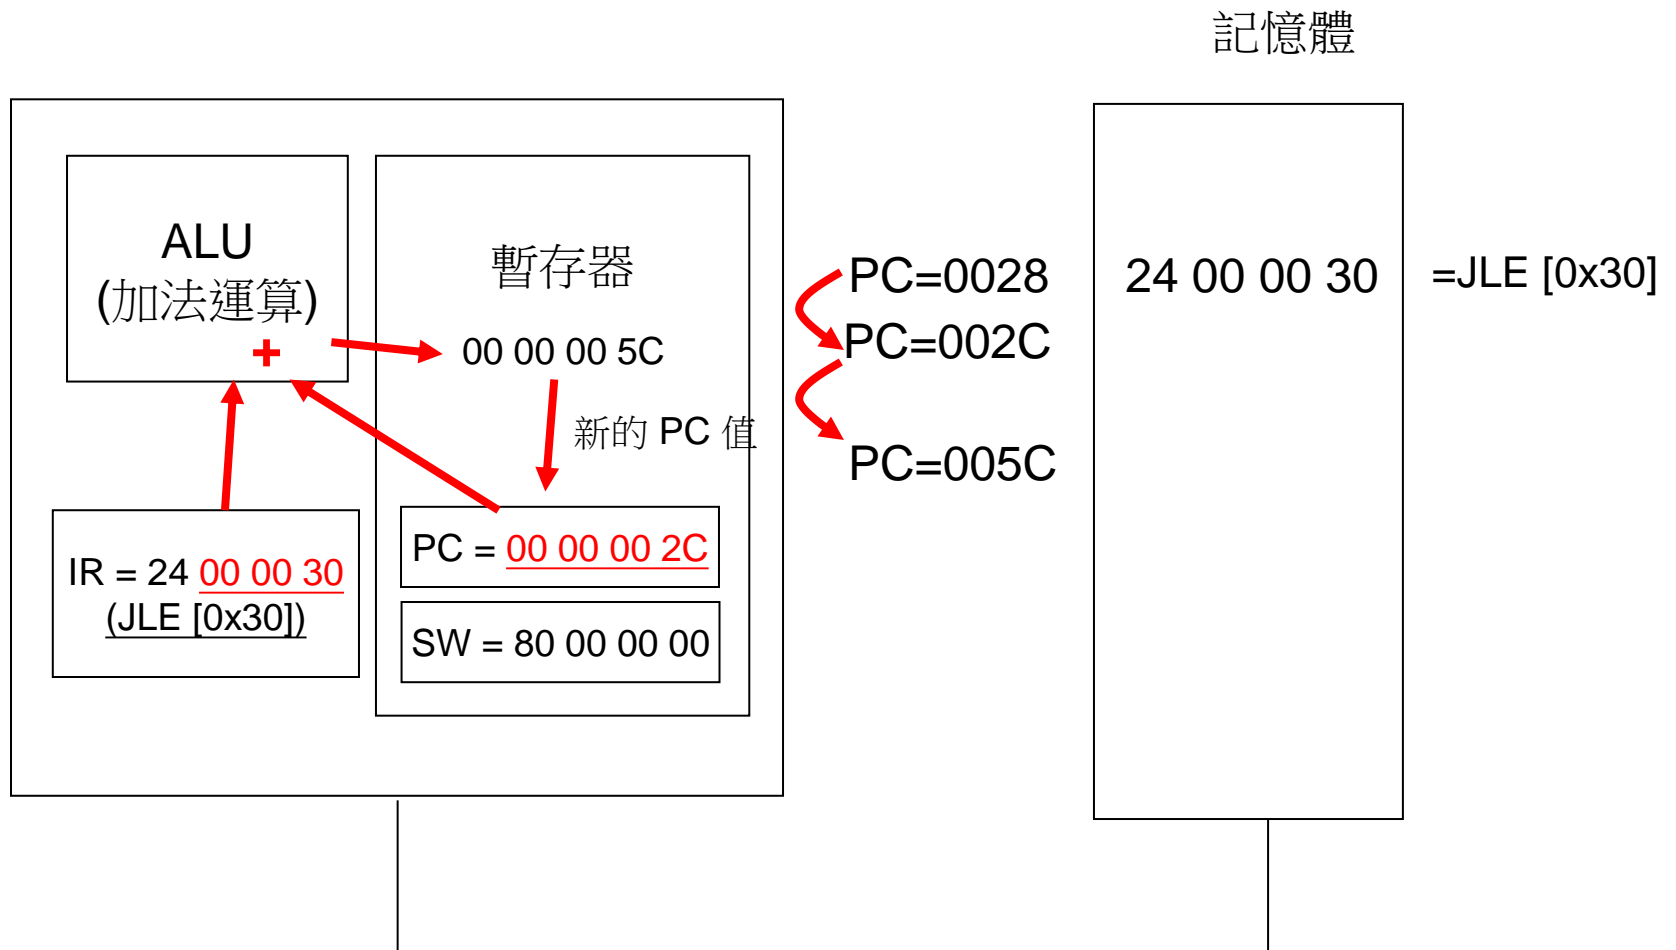 記憶體
ALU
(加法運算)
+
暫存器
00 00 00 5C
新的 PC 值
IR = 24 00 00 30
(JLE [0x30])
PC = 00 00 00 2C
SW = 80 00 00 00
PC=0028
PC=002C
PC=005C
24 00 00 30
=JLE [0x30]